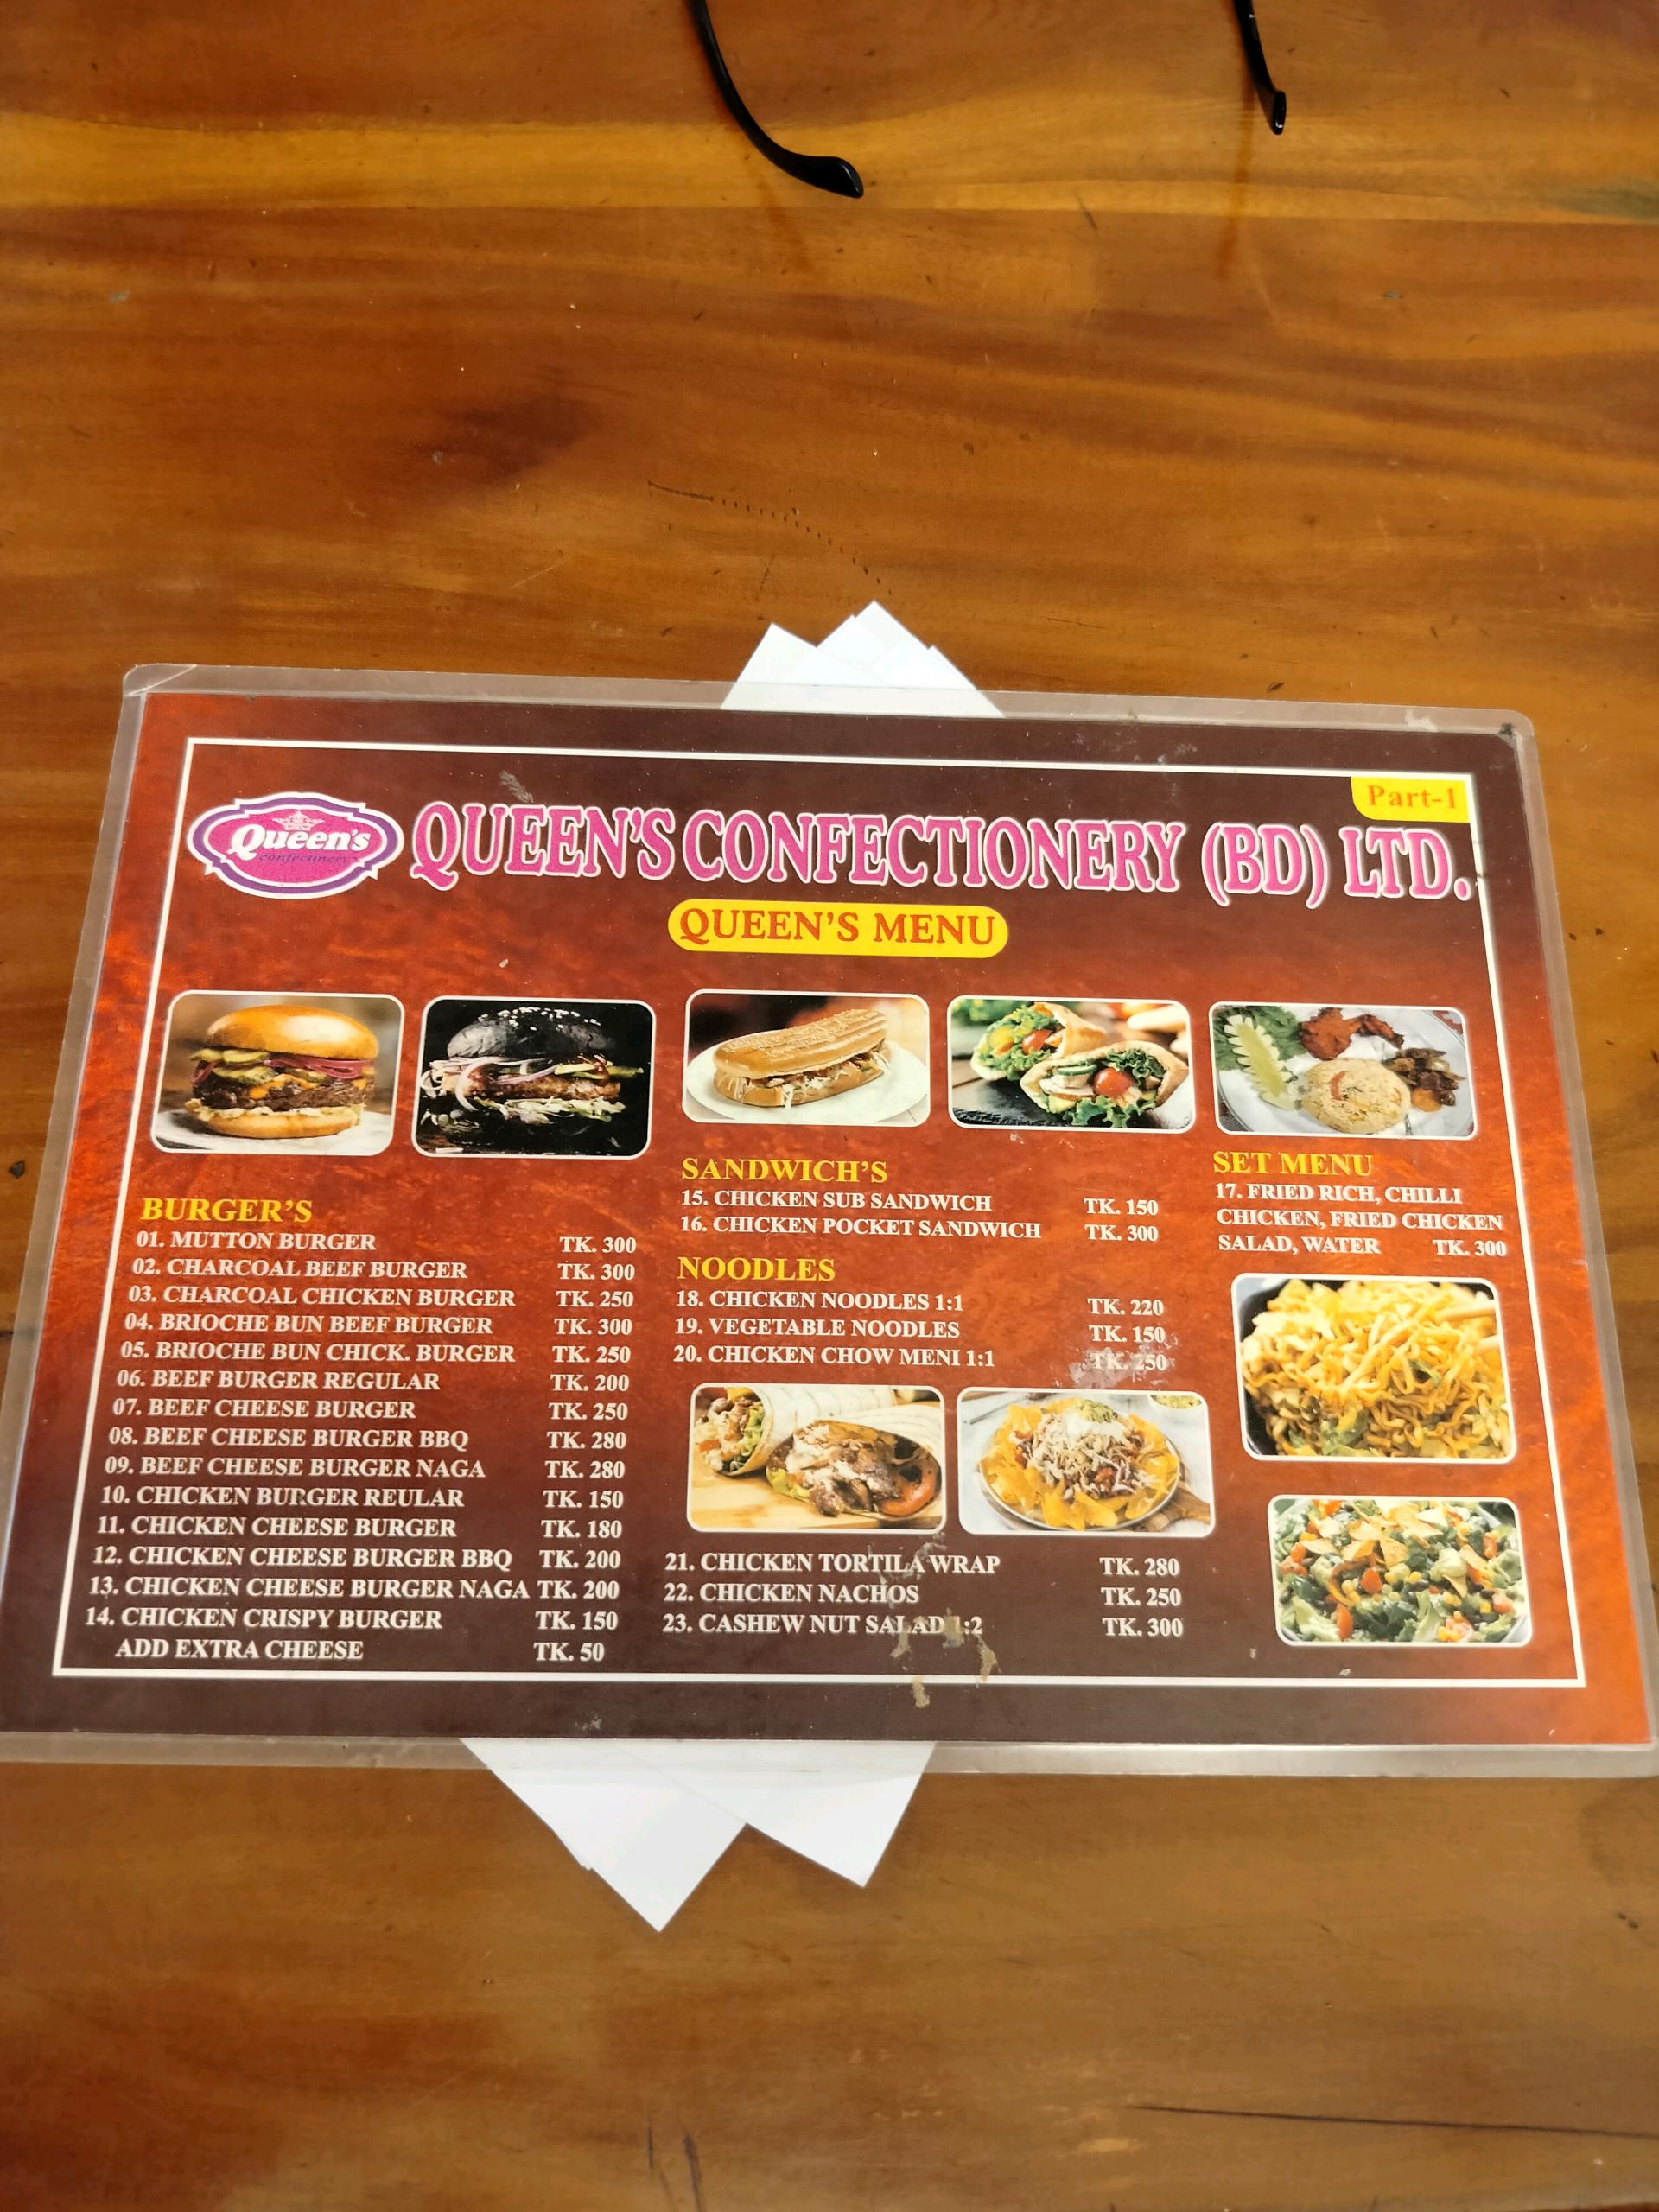 Part-1
Queen's
confectinery
QUEEN'S CONFECTIONERY (BD) LTD.
QUEEN'S MENU
BURGER'S
01. MUTTON BURGER TK. 300
02. CHARCOAL BEEF BURGER TK. 300
03. CHARCOAL CHICKEN BURGER TK. 250
04. BRIOCHE BUN BEEF BURGER TK. 300
05. BRIOCHE BUN CHICK. BURGER TK. 250
06. BEEF BURGER REGULAR TK. 200
07. BEEF CHEESE BURGER TK. 250
08. BEEF CHEESE BURGER BBQ TK. 280
09. BEEF CHEESE BURGER NAGA TK. 280
10. CHICKEN BURGER REULAR TK. 150
11. CHICKEN CHEESE BURGER TK. 180
12. CHICKEN CHEESE BURGER BBQ TK. 200
13. CHICKEN CHEESE BURGER NAGA TK. 200
14. CHICKEN CRISPY BURGER TK. 150
ADD EXTRA CHEESE TK. 50
SANDWICH'S
15. CHICKEN SUB SANDWICH TK. 150
16. CHICKEN POCKET SANDWICH TK. 300
NOODLES
18. CHICKEN NOODLES 1:1 TK. 220
19. VEGETABLE NOODLES TK. 150
20. CHICKEN CHOW MENI 1:1 TK. 250
21. CHICKEN TORTILA WRAP TK. 280
22. CHICKEN NACHOS TK. 250
23. CASHEW NUT SALAD 1:2 TK. 300
SET MENU
17. FRIED RICH, CHILLI
CHICKEN, FRIED CHICKEN
SALAD, WATER TK. 300